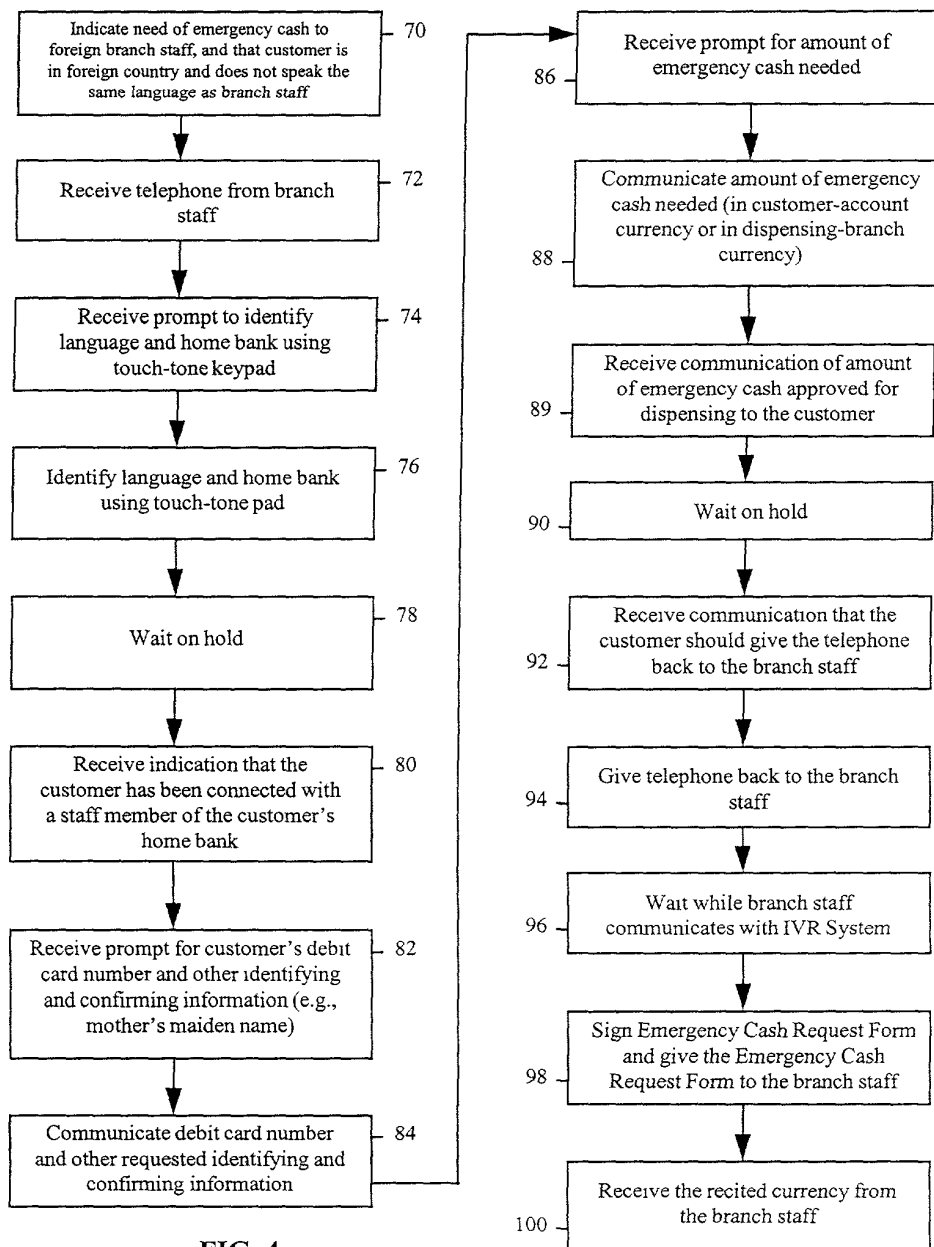 Indicate need of emergency cash to
foreign branch staff, and that customer is
in foreign country and does not speak the
same language as branch staff
70
Receive telephone from branch
staff
72
Receive prompt to identify
language and home bank using
touch-tone keypad
74
Identify language and home bank
using touch-tone pad
76
Wait on hold
78
Receive indication that the
customer has been connected with
a staff member of the customer's
home bank
80
Receive prompt for customer's debit
card number and other identifying
and confirming information (e.g.,
mother's maiden name)
82
Communicate debit card number
and other requested identifying and
confirming information
84
Receive prompt for amount of
emergency cash needed
86
Communicate amount of emergency
cash needed (in customer-account
currency or in dispensing-branch
currency)
88
Receive communication of amount
of emergency cash approved for
dispensing to the customer
89
Wait on hold
90
Receive communication that the
customer should give the telephone
back to the branch staff
92
Give telephone back to the branch
staff
94
Wait while branch staff
communicates with IVR System
96
Sign Emergency Cash Request Form
and give the Emergency Cash
Request Form to the branch staff
98
Receive the recited currency from
the branch staff
100
FIG. 4